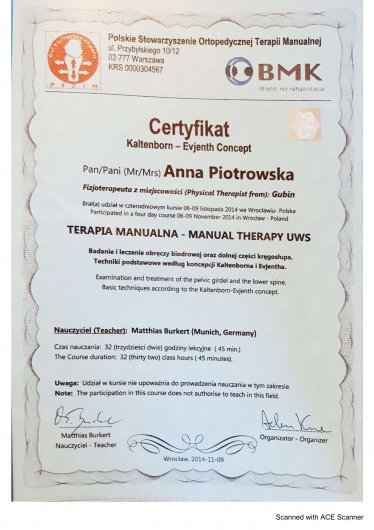 Polskie Stowarzyszenie Ortopedycznej Terapii Manualnej
ul. Przybylskiego 10/12
02-777 Warszawa
KRS 0000304567
P S O T M
BMK
Więcej, niż rehabilitacja
Certyfikat
Kaltenborn – Evjenth Concept
Pan/Pani (Mr/Mrs) Anna Piotrowska
Fizjoterapeuta z miejscowości (Physical Therapist from): Gubin
Brał(a) udział w czterodniowym kursie 06-09 listopada 2014 we Wrocławiu- Polska
Participated in a four day course 06-09 November 2014 in Wrocław - Poland
TERAPIA MANUALNA - MANUAL THERAPY UWS
Badanie i leczenie obręczy biodrowej oraz dolnej części kręgosłupa.
Techniki podstawowe według koncepcji Kaltenborna i Evjentha.
Examination and treatment of the pelvic girdel and the lower spine.
Basic techniques according to the Kaltenborn-Evjenth concept.
Nauczyciel (Teacher): Matthias Burkert (Munich, Germany)
Czas nauczania: 32 (trzydzieści dwie) godziny lekcyjne ( 45 min.)
The Course duration: 32 (thirty two) class hours ( 45 minutes).
Uwaga: Udział w kursie nie upoważnia do prowadzenia nauczania w tym zakresie.
Note: The participation in this course does not authorise to teach in this field.
Matthias Burkert
Nauczyciel - Teacher
Organizator - Organizer
Wrocław, 2014-11-09
Scanned with ACE Scanner